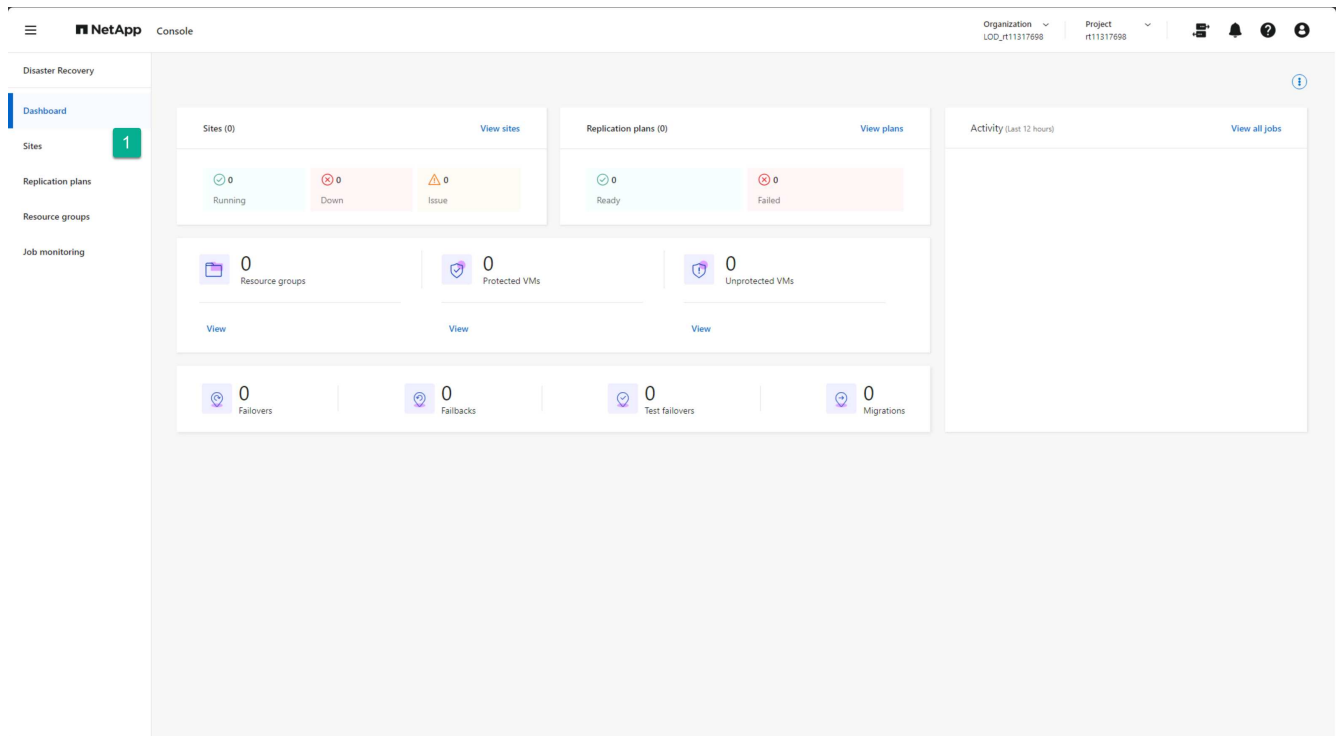 NetApp Console
Organization
LOD_rt11317698
Project
rt11317698
Disaster Recovery
Dashboard
Sites
1
Replication plans
Resource groups
Job monitoring
Sites (0) View sites
0
Running
0
Down
0
Issue
Replication plans (0) View plans
0
Ready
0
Failed
Activity (Last 12 hours) View all jobs
0
Resource groups
View
0
Protected VMs
View
0
Unprotected VMs
View
0
Failovers
0
Failbacks
0
Test failovers
0
Migrations